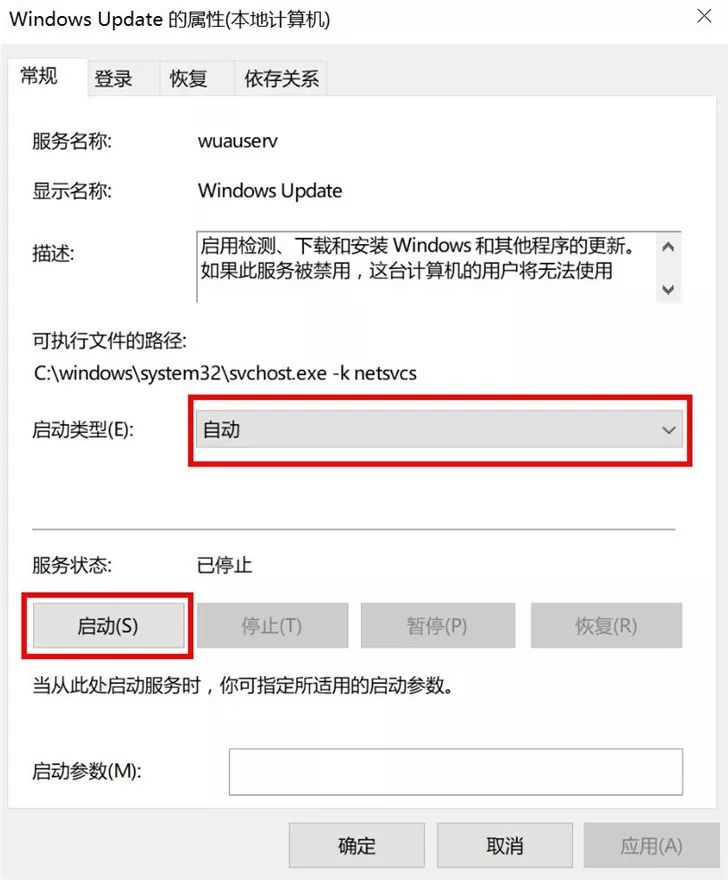 Windows Update 的属性(本地计算机)
常规 登录 恢复 依存关系
服务名称: wuauserv
显示名称: Windows Update
描述: 启用检测、下载和安装 Windows 和其他程序的更新。
如果此服务被禁用，这台计算机的用户将无法使用
可执行文件的路径:
C:\windows\system32\svchost.exe -k netsvcs
启动类型(E): 自动
服务状态: 已停止
启动(S) 停止(T) 暂停(P) 恢复(R)
当从此处启动服务时，你可指定所适用的启动参数。
启动参数(M):
确定 取消 应用(A)